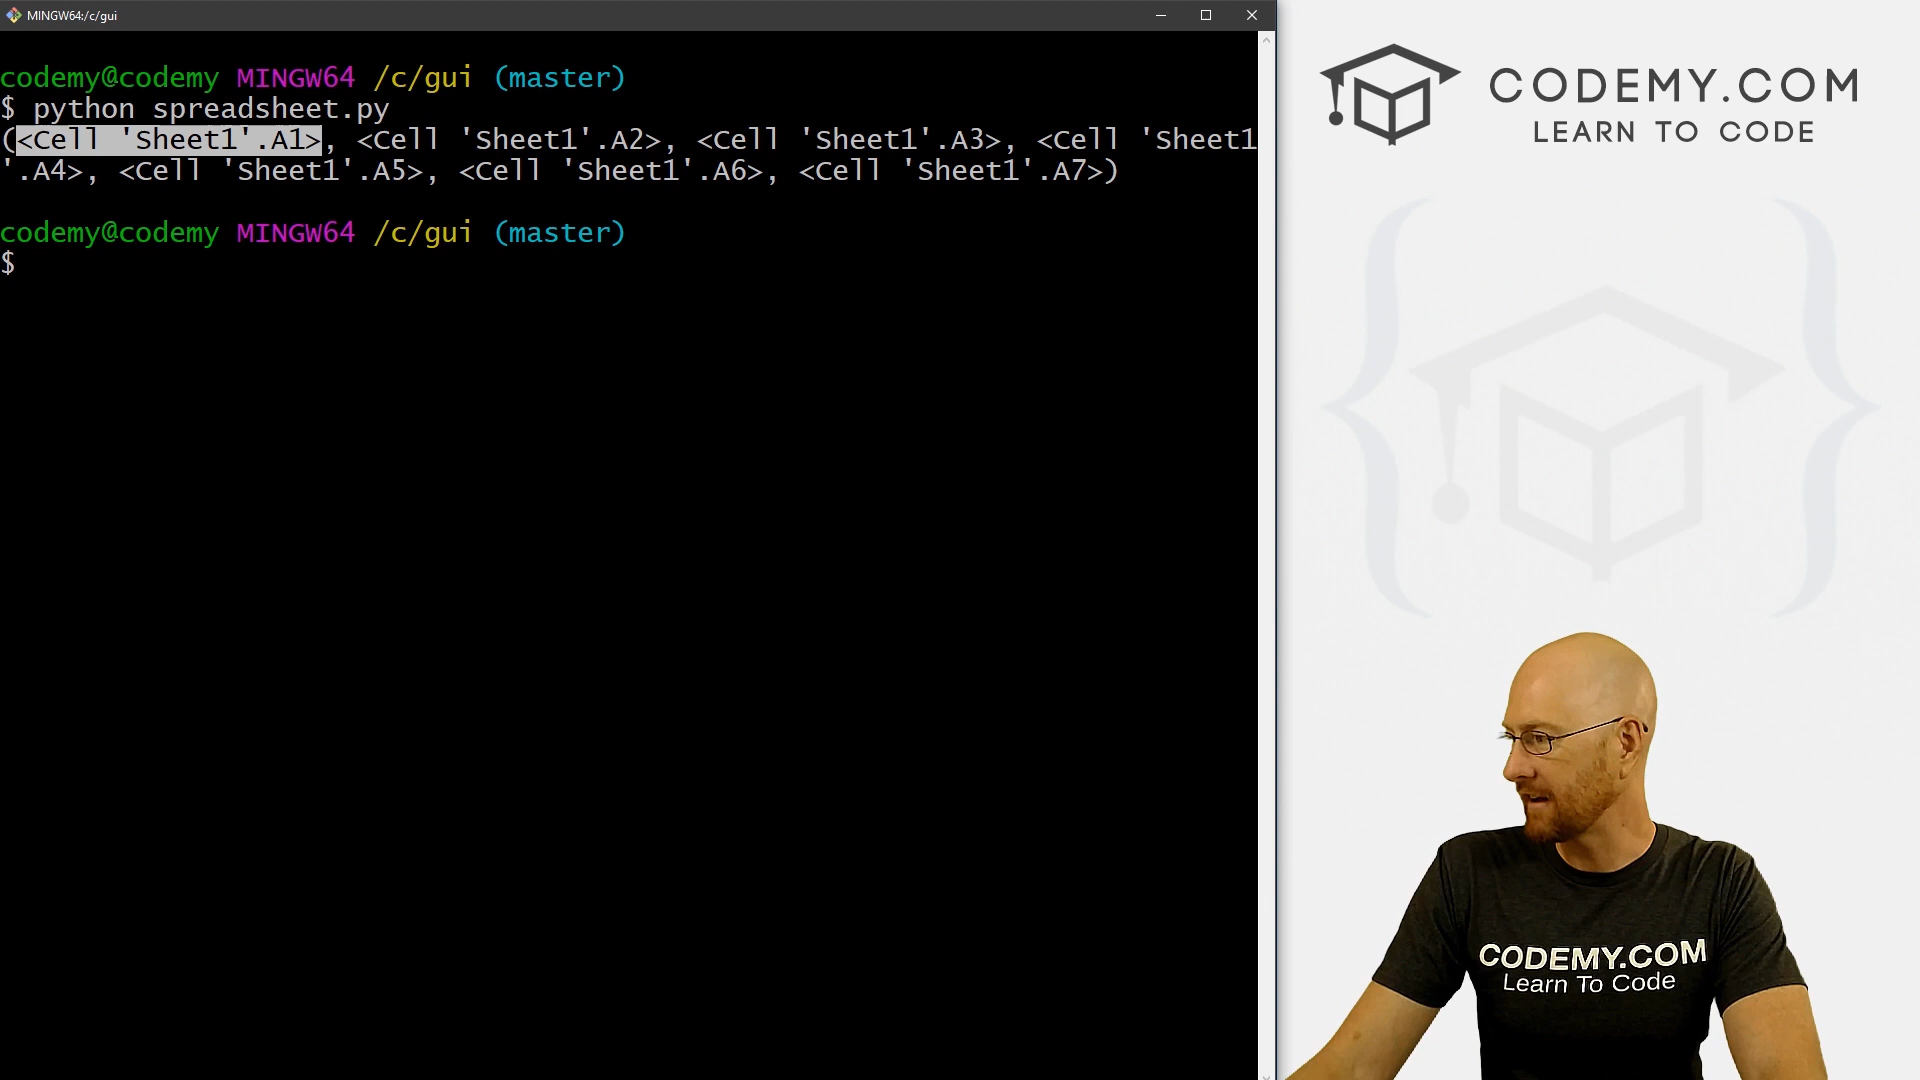 MINGW64:/c/gui
codemy@codemy MINGW64 /c/gui (master)
$ python spreadsheet.py
(<Cell 'Sheet1'.A1>, <Cell 'Sheet1'.A2>, <Cell 'Sheet1'.A3>, <Cell 'Sheet1
'.A4>, <Cell 'Sheet1'.A5>, <Cell 'Sheet1'.A6>, <Cell 'Sheet1'.A7>)
codemy@codemy MINGW64 /c/gui (master)
$
CODEMY.COM
LEARN TO CODE
CODEMY.COM
Learn To Code